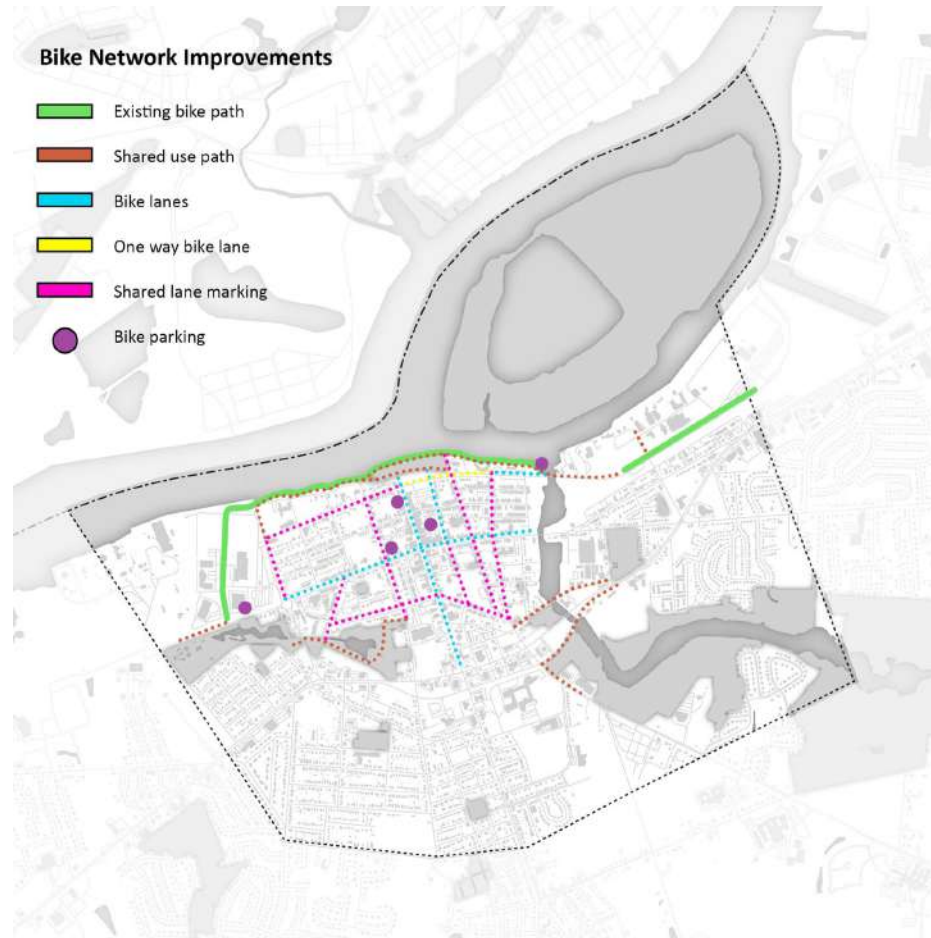 Bike Network Improvements
Existing bike path
Shared use path
Bike lanes
One way bike lane
Shared lane marking
Bike parking